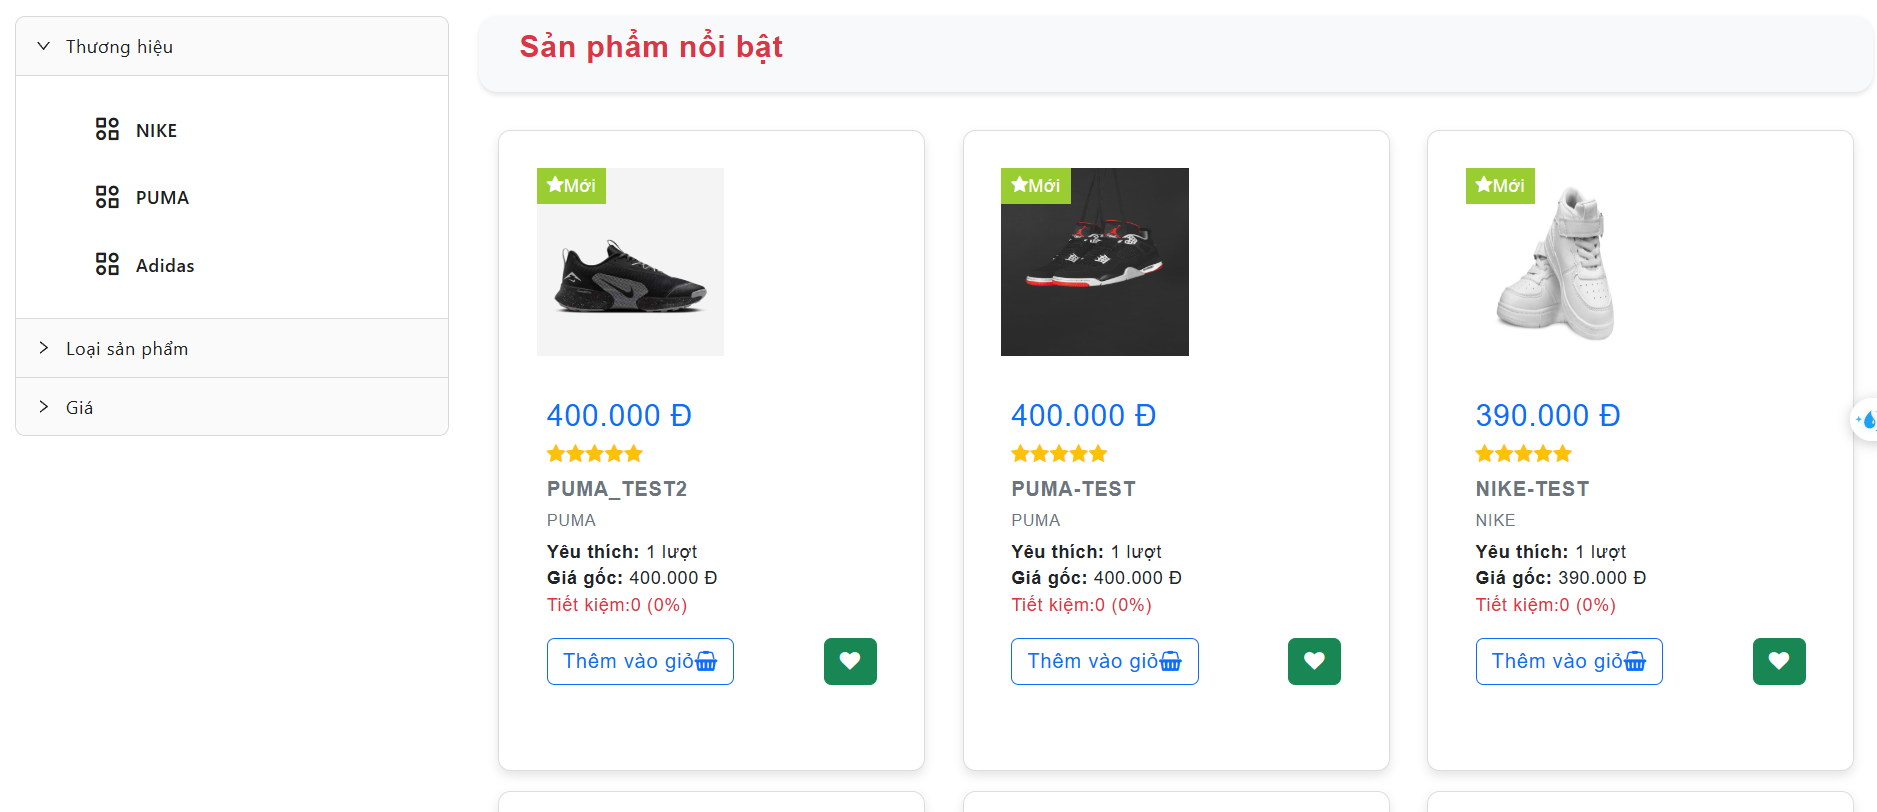 Thương hiệu
NIKE
PUMA
Adidas
Loại sản phẩm
Giá
Sản phẩm nổi bật
Mới
400.000 Đ
PUMA_TEST2
PUMA
Yêu thích: 1 lượt
Giá gốc: 400.000 Đ
Tiết kiệm:0 (0%)
Thêm vào giỏ
Mới
400.000 Đ
PUMA-TEST
PUMA
Yêu thích: 1 lượt
Giá gốc: 400.000 Đ
Tiết kiệm:0 (0%)
Thêm vào giỏ
Mới
390.000 Đ
NIKE-TEST
NIKE
Yêu thích: 1 lượt
Giá gốc: 390.000 Đ
Tiết kiệm:0 (0%)
Thêm vào giỏ